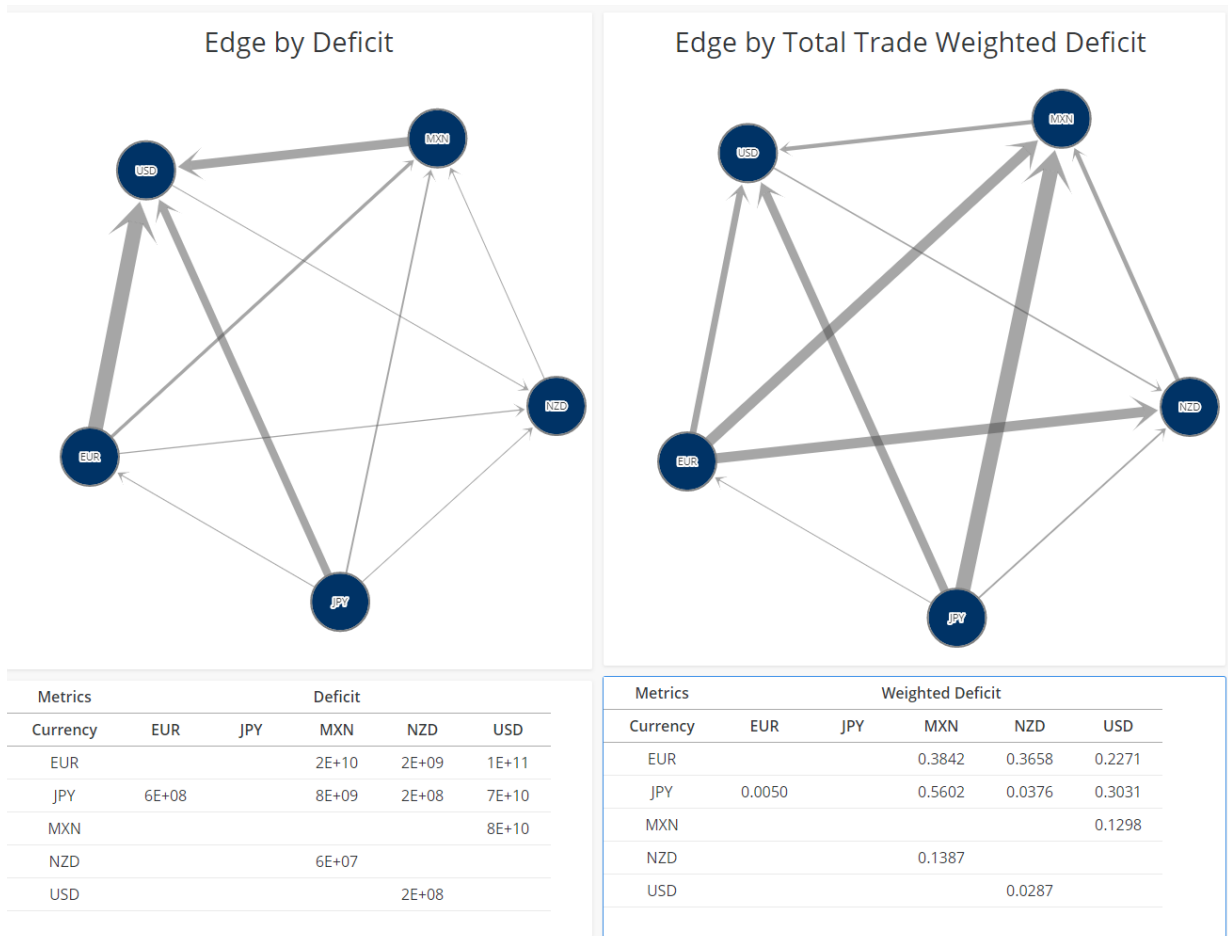 Edge by Deficit
MXN
USD
NZD
EUR
JPY
Metrics Deficit
Currency EUR JPY MXN NZD USD
EUR 2E+10 2E+09 1E+11
JPY 6E+08 8E+09 2E+08 7E+10
MXN 8E+10
NZD 6E+07
USD 2E+08
Edge by Total Trade Weighted Deficit
MXN
USD
NZD
EUR
JPY
Metrics Weighted Deficit
Currency EUR JPY MXN NZD USD
EUR 0.3842 0.3658 0.2271
JPY 0.0050 0.5602 0.0376 0.3031
MXN 0.1298
NZD 0.1387
USD 0.0287